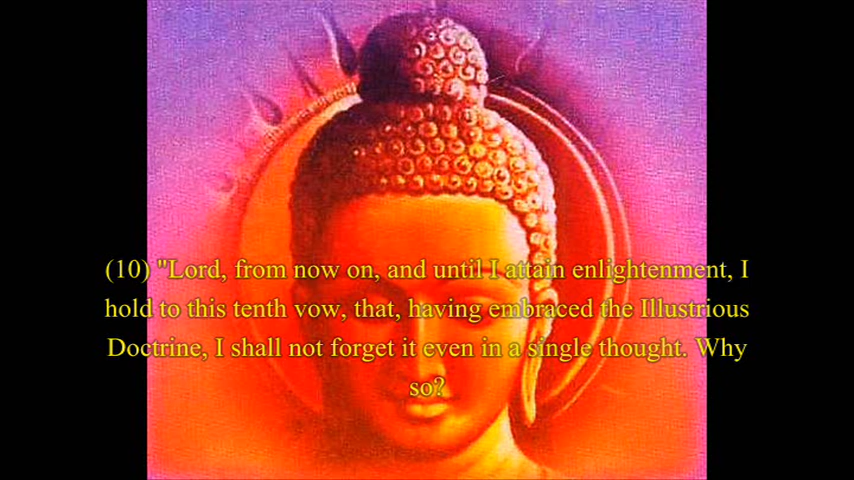 (10) "Lord, from now on, and until I attain enlightenment, I
hold to this tenth vow, that, having embraced the Illustrious
Doctrine, I shall not forget it even in a single thought. Why
so?